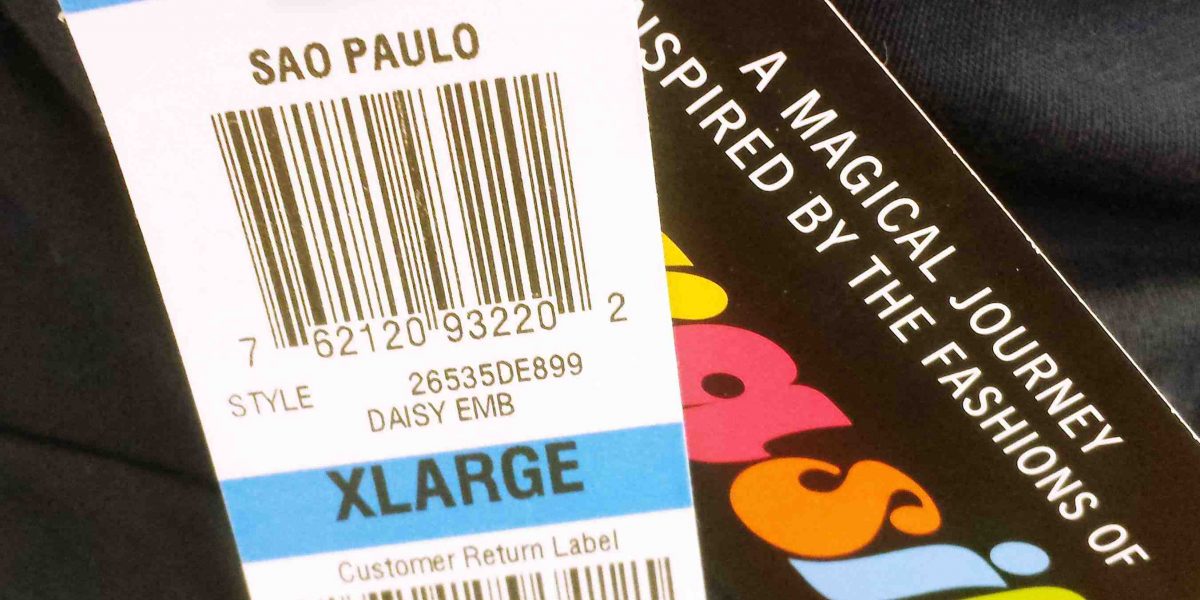 SAO PAULO
7 62120 93220 2
STYLE 26535DE899
DAISY EMB
XLARGE
Customer Return Label
A MAGICAL JOURNEY
INSPIRED BY THE FASHIONS OF